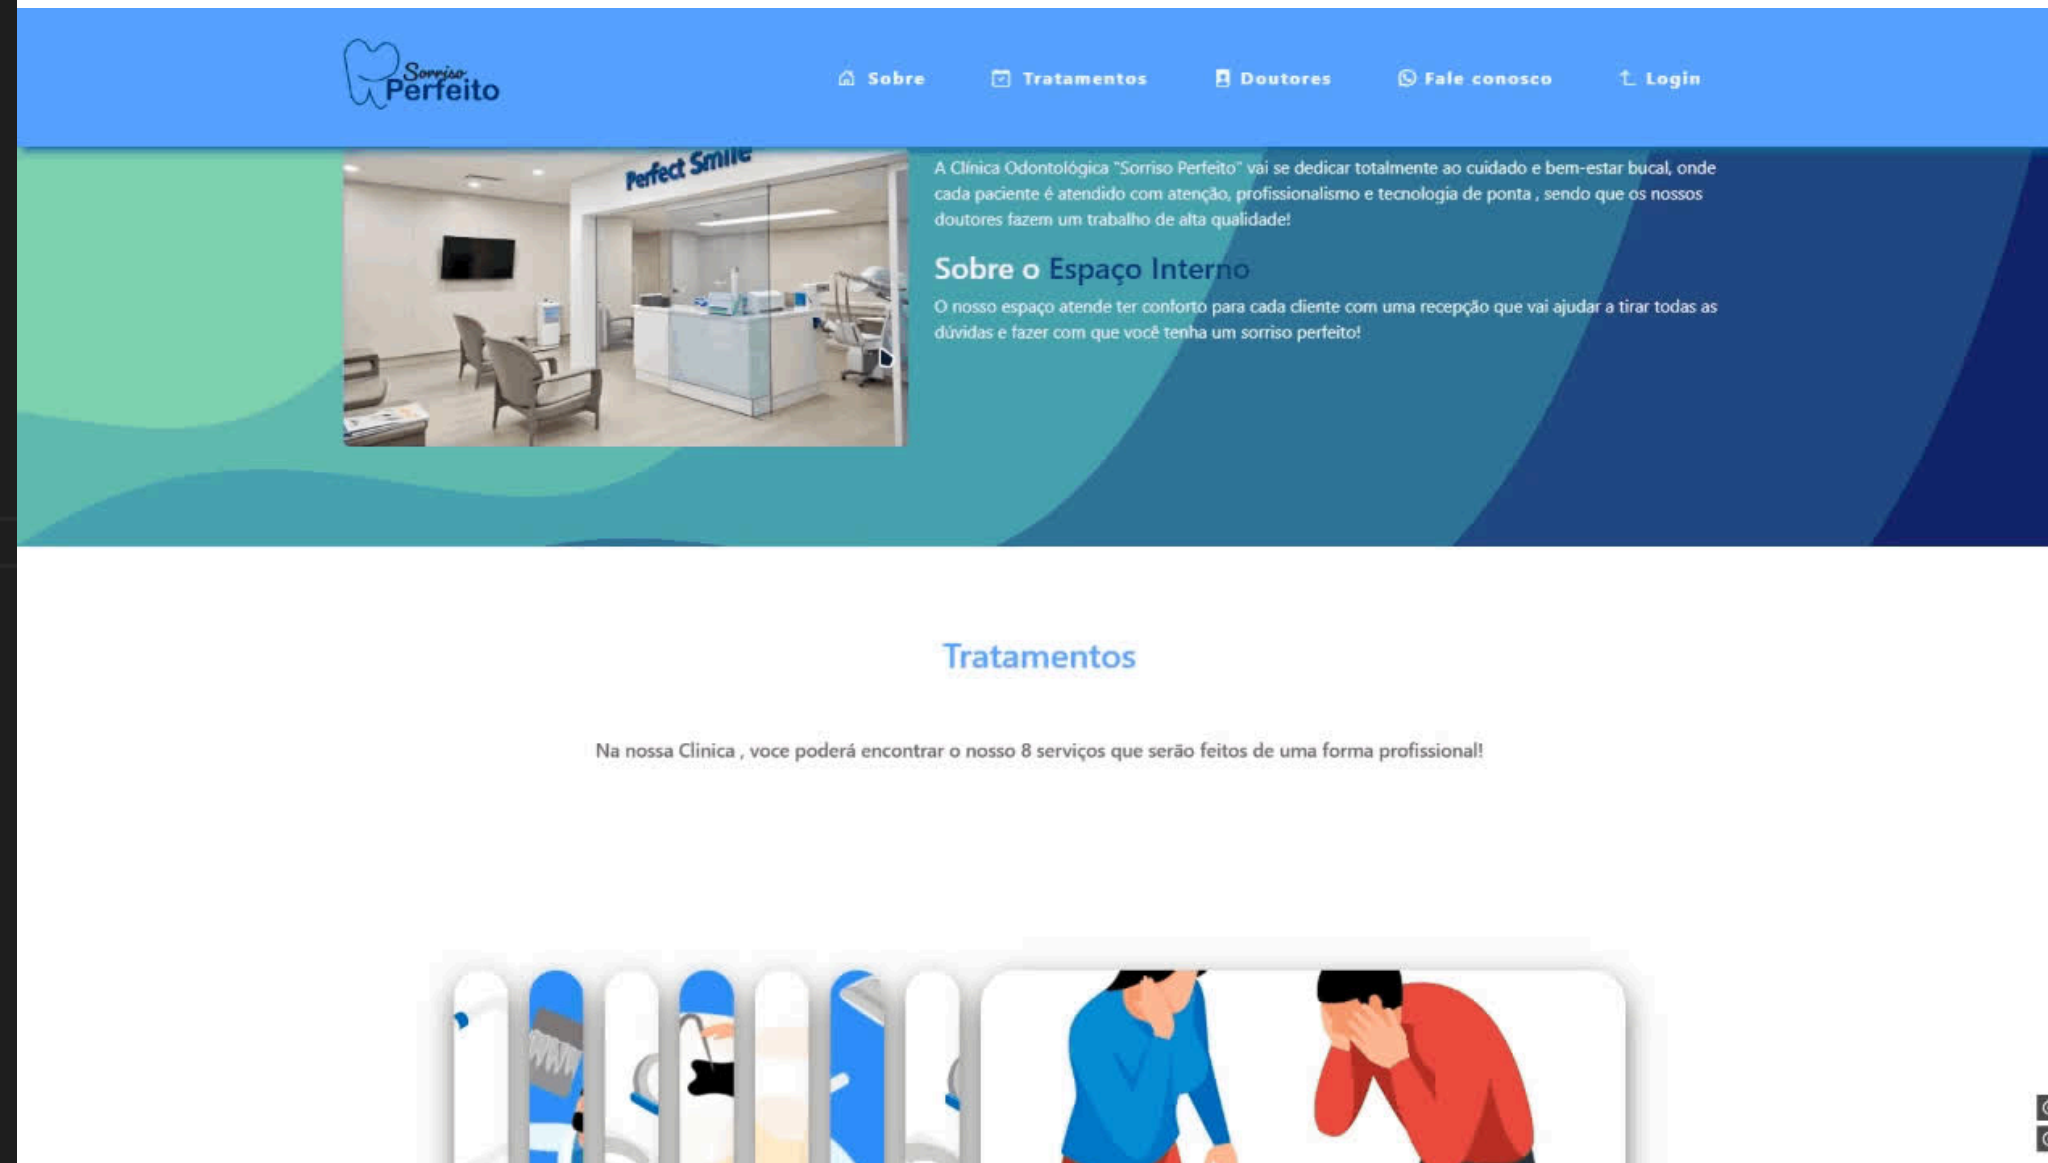 Sorriso
Perfeito
Sobre
Tratamentos
Doutores
Fale conosco
Login
Perfect Smile
A Clínica Odontológica "Sorriso Perfeito" vai se dedicar totalmente ao cuidado e bem-estar bucal, onde
cada paciente é atendido com atenção, profissionalismo e tecnologia de ponta , sendo que os nossos
doutores fazem um trabalho de alta qualidade!
Sobre o Espaço Interno
O nosso espaço atende ter conforto para cada cliente com uma recepção que vai ajudar a tirar todas as
dúvidas e fazer com que você tenha um sorriso perfeito!
Tratamentos
Na nossa Clinica , voce poderá encontrar o nosso 8 serviços que serão feitos de uma forma profissional!